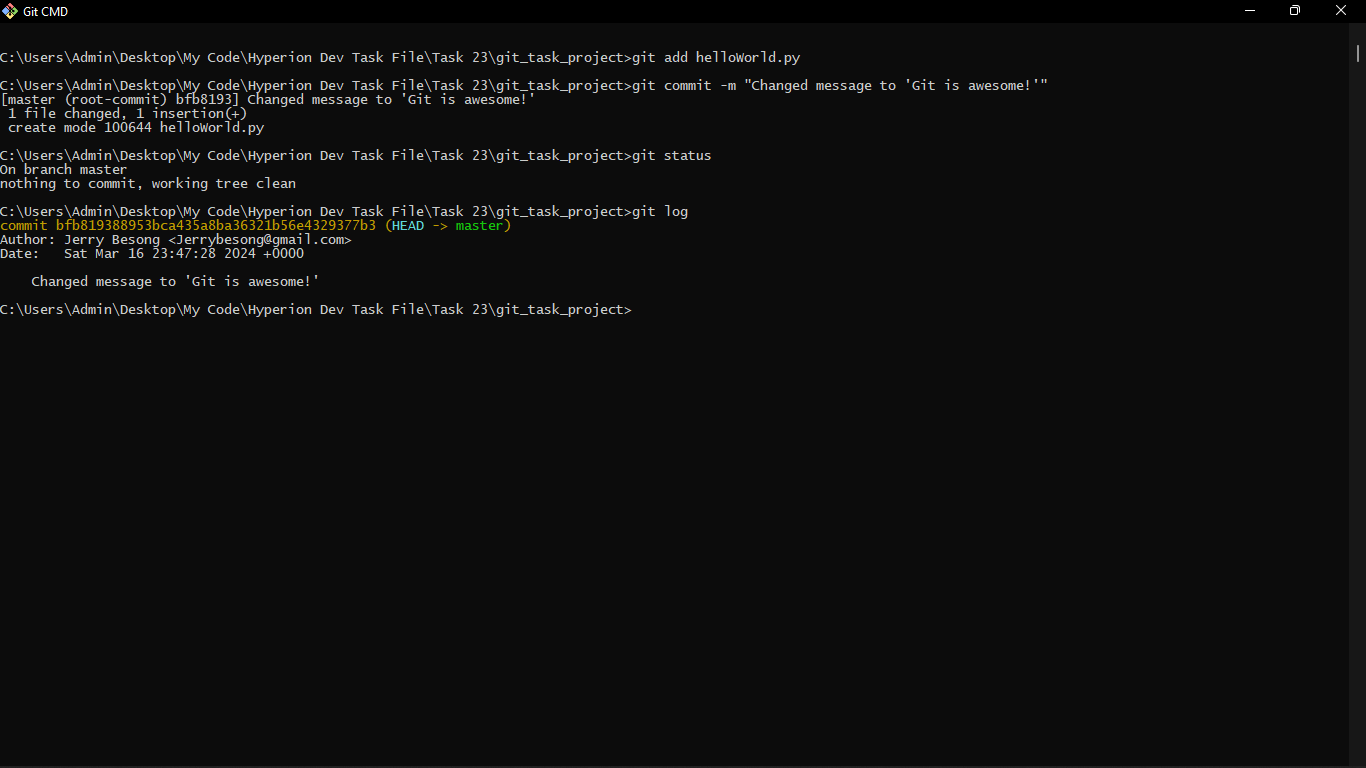 Git CMD
C:\Users\Admin\Desktop\My Code\Hyperion Dev Task File\Task 23\git_task_project>git add helloWorld.py
C:\Users\Admin\Desktop\My Code\Hyperion Dev Task File\Task 23\git_task_project>git commit -m "Changed message to 'Git is awesome!'"
[master (root-commit) bfb8193] Changed message to 'Git is awesome!'
 1 file changed, 1 insertion(+)
 create mode 100644 helloWorld.py
C:\Users\Admin\Desktop\My Code\Hyperion Dev Task File\Task 23\git_task_project>git status
On branch master
nothing to commit, working tree clean
C:\Users\Admin\Desktop\My Code\Hyperion Dev Task File\Task 23\git_task_project>git log
commit bfb819388953bca435a8ba36321b56e4329377b3 (HEAD -> master)
Author: Jerry Besong <Jerrybesong@gmail.com>
Date:   Sat Mar 16 23:47:28 2024 +0000
    Changed message to 'Git is awesome!'
C:\Users\Admin\Desktop\My Code\Hyperion Dev Task File\Task 23\git_task_project>